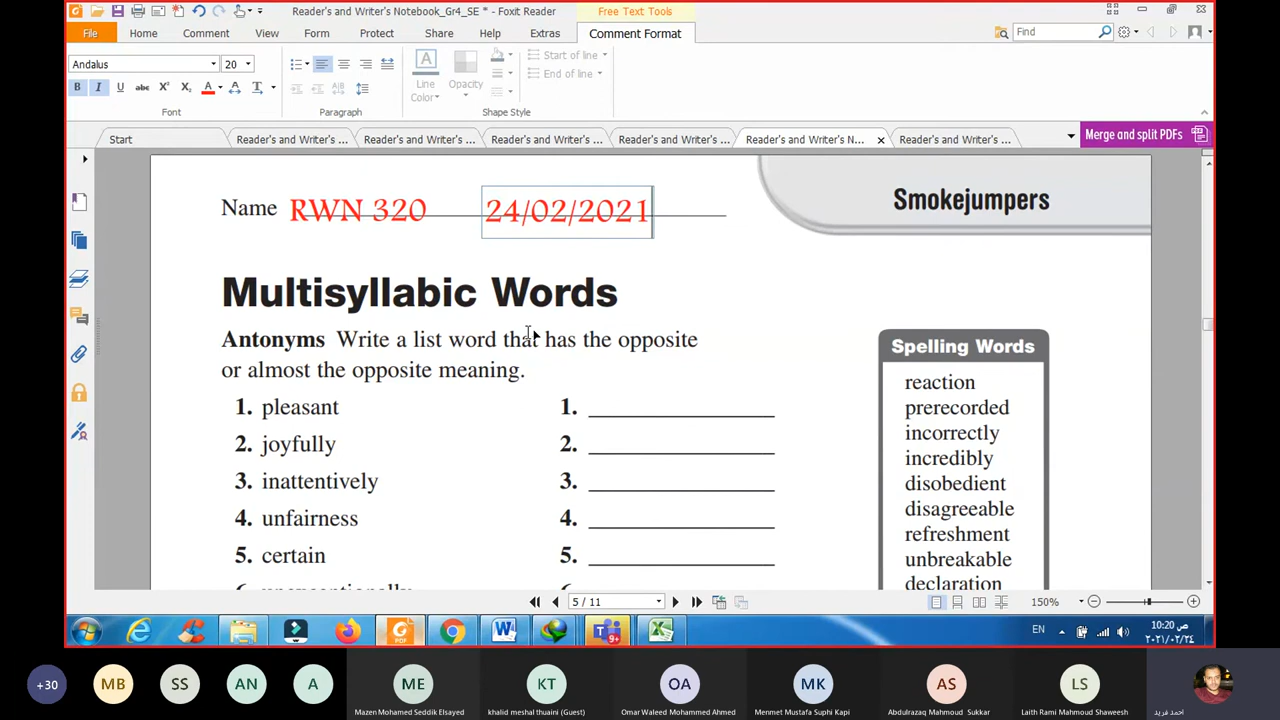 Reader's and Writer's Notebook_Gr4_SE * - Foxit Reader
Free Text Tools
File Home Comment View Form Protect Share Help Extras Comment Format Find
Andalus 20
Line Color Opacity Start of line
End of line
Font Paragraph Shape Style
Start Reader's and Writer's ... Reader's and Writer's ... Reader's and Writer's ... Reader's and Writer's ... Reader's and Writer's N... Reader's and Writer's ... Merge and split PDFs
Name RWN 320 24/02/2021
Smokejumpers
Multisyllabic Words
Antonyms Write a list word that has the opposite
or almost the opposite meaning.
1. pleasant 1.
2. joyfully 2.
3. inattentively 3.
4. unfairness 4.
5. certain 5.
Spelling Words
reaction
prerecorded
incorrectly
incredibly
disobedient
disagreeable
refreshment
unbreakable
declaration
5 / 11 150%
EN 10:20 ص
٢٠٢١/٠٢/٢٤
9+
+30 MB SS AN A ME KT OA MK AS LS
Mazen Mohamed Seddik Elsayed khalid meshal thuaini (Guest) Omar Waleed Mohammed Ahmed Menmet Mustafa Suphi Kapi Abdulrazaq Mahmoud Sukkar Laith Rami Mahmoud Shaweesh احمد فريد